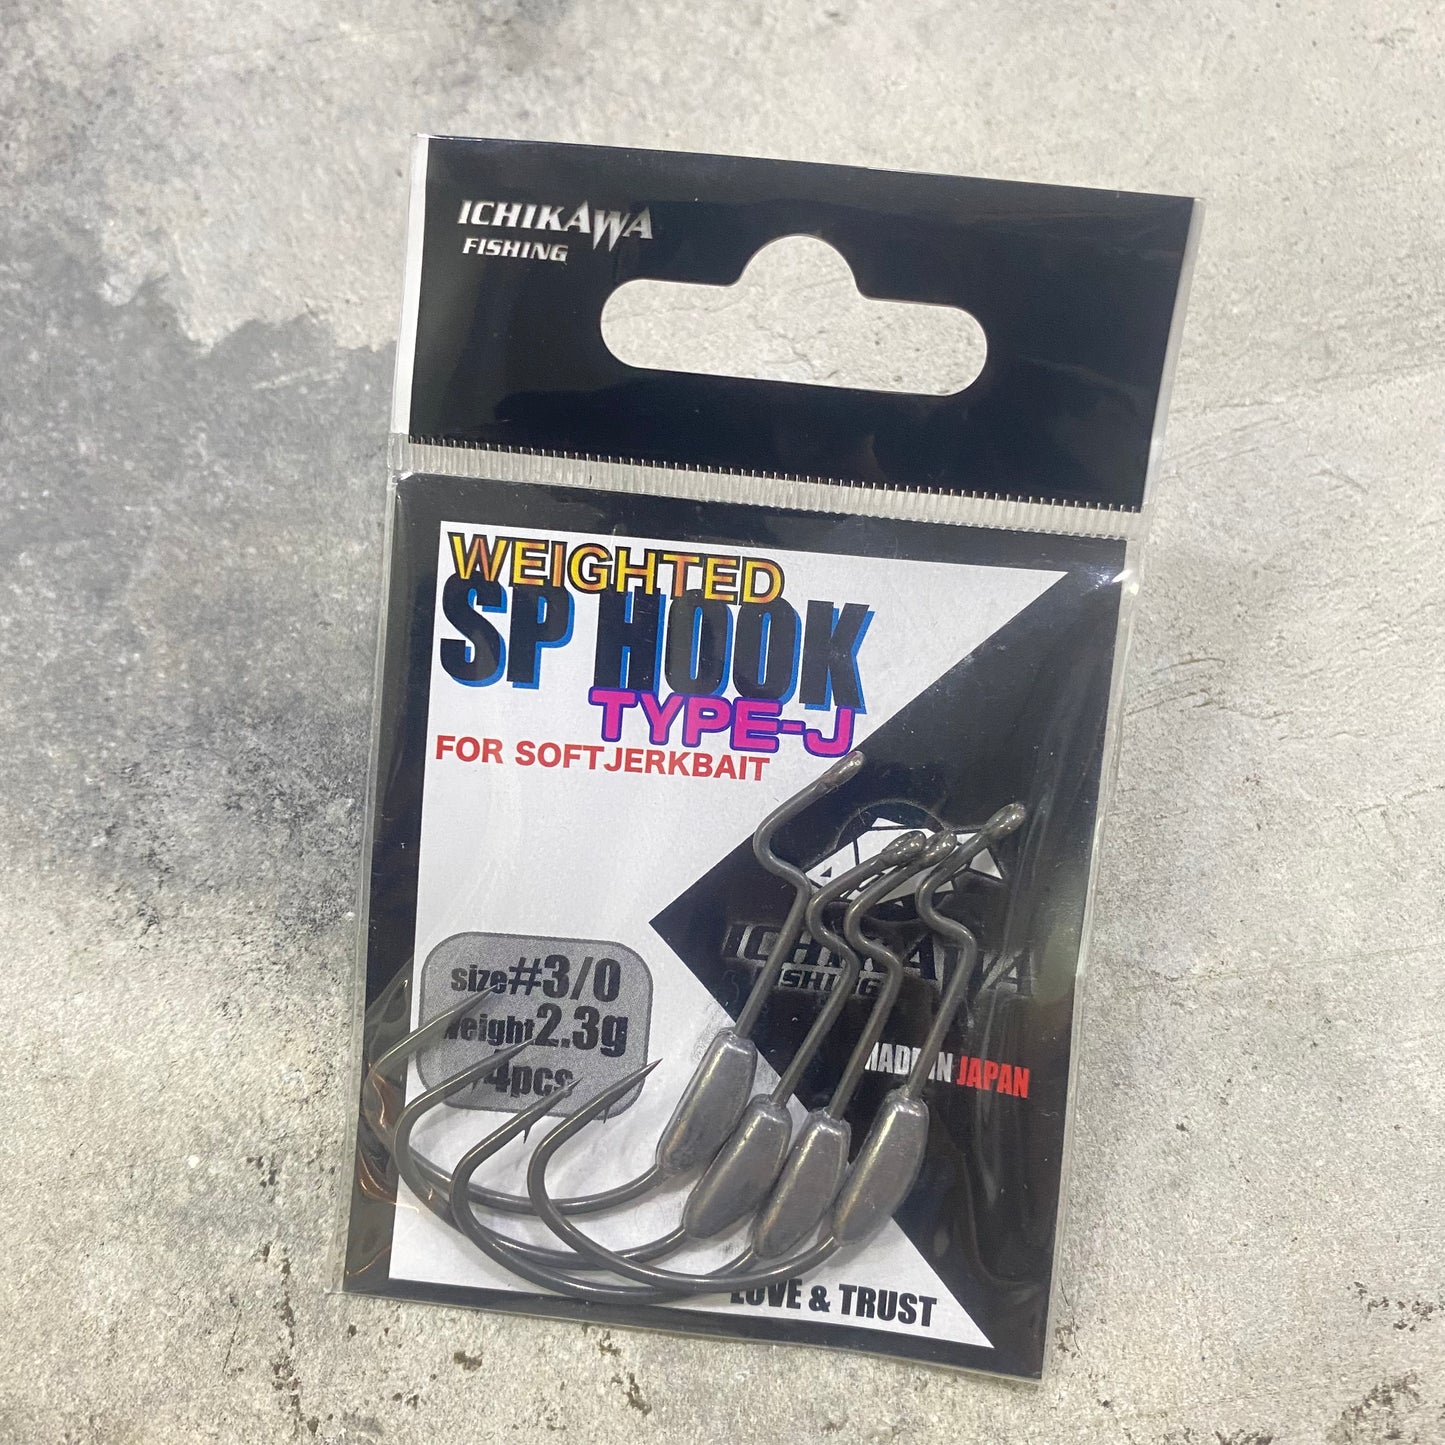 ICHIKAWA
FISHING
WEIGHTED
SP HOOK
TYPE-J
FOR SOFTJERKBAIT
size#3/0
weight2.3g
4pcs
ICHIKAWA
FISHING
MADE IN JAPAN
LOVE & TRUST